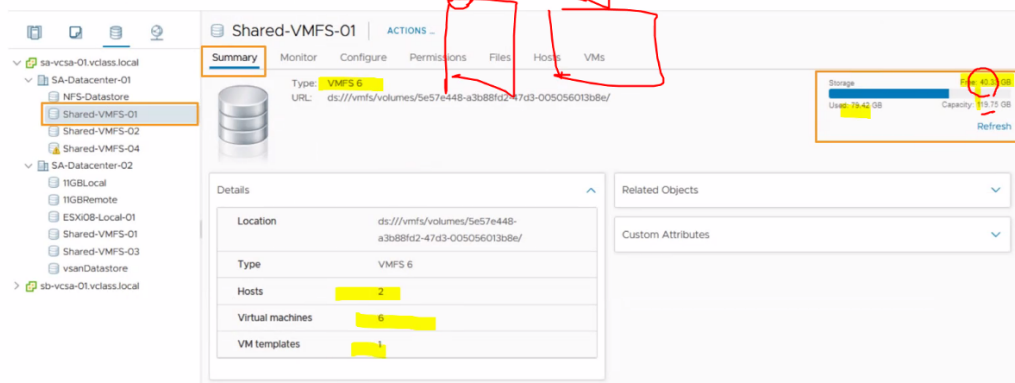 Shared-VMFS-01 ACTIONS
Summary Monitor Configure Permissions Files Hosts VMs
sa-vcsa-01.vclass.local
SA-Datacenter-01
NFS-Datastore
Shared-VMFS-01
Shared-VMFS-02
Shared-VMFS-04
SA-Datacenter-02
11GBLocal
11GBRemote
ESXi08-Local-01
Shared-VMFS-01
Shared-VMFS-03
vsanDatastore
sb-vcsa-01.vclass.local
Type: VMFS 6
URL: ds:///vmfs/volumes/5e57e448-a3b88fd2-47d3-005056013b8e/
Storage Free: 40.33 GB
Used: 79.42 GB Capacity: 119.75 GB
Refresh
Details
Location ds:///vmfs/volumes/5e57e448-
a3b88fd2-47d3-005056013b8e/
Type VMFS 6
Hosts 2
Virtual machines 6
VM templates 1
Related Objects
Custom Attributes